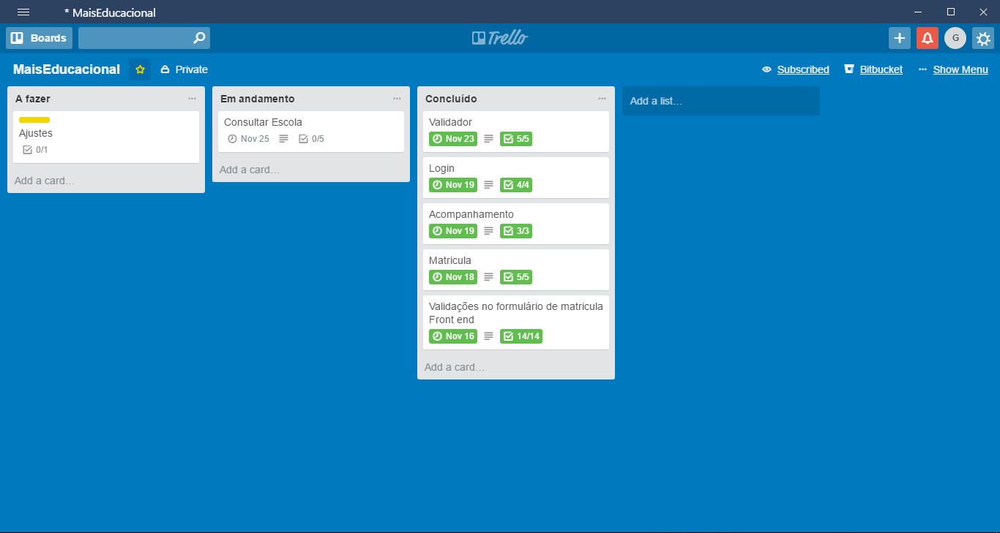 * MaisEducacional
Boards
Trello
G
MaisEducacional
Private
Subscribed
Bitbucket
Show Menu
A fazer
Ajustes
0/1
Add a card…
Em andamento
Consultar Escola
Nov 25 0/5
Add a card…
Concluído
Validador
Nov 23 5/5
Login
Nov 19 4/4
Acompanhamento
Nov 19 3/3
Matricula
Nov 18 5/5
Validações no formulário de matricula
Front end
Nov 16 14/14
Add a card…
Add a list…